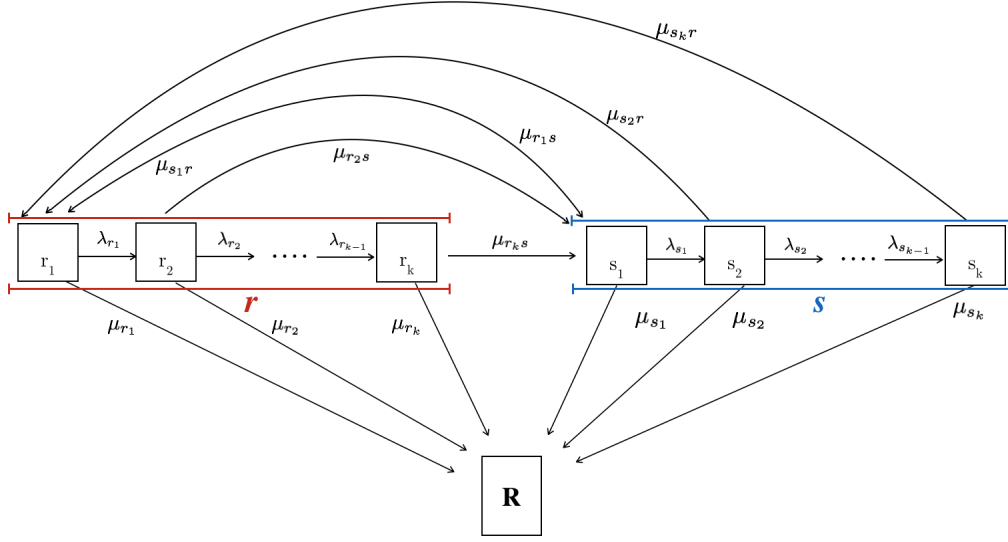 μ_{s_k r}
μ_{s_2 r}
μ_{r_1 s}
μ_{r_2 s}
μ_{s_1 r}
λ_{r_1} λ_{r_2} λ_{r_{k-1}} μ_{r_k s} λ_{s_1} λ_{s_2} λ_{s_{k-1}}
r_1 r_2 .... r_k s_1 s_2 .... s_k
r s
μ_{r_1} μ_{r_2} μ_{r_k} μ_{s_1} μ_{s_2} μ_{s_k}
R